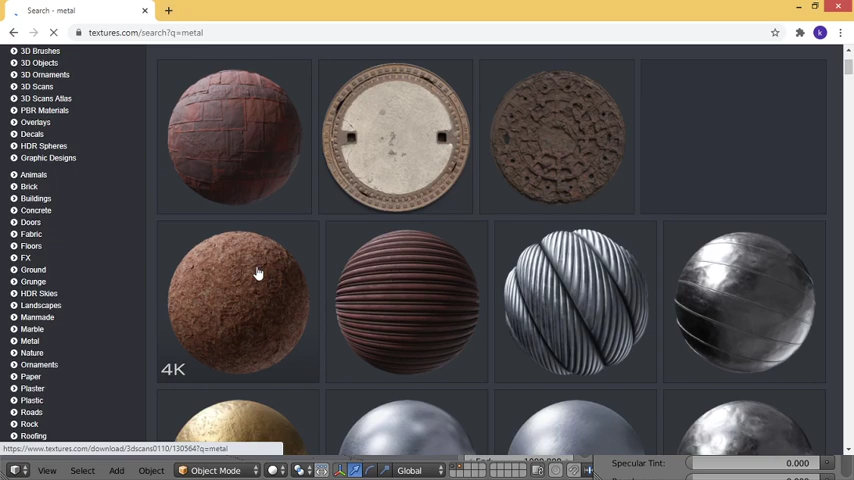 Search - metal
textures.com/search?q=metal
k
3D Brushes
3D Objects
3D Ornaments
3D Scans
3D Scans Atlas
PBR Materials
Overlays
Decals
HDR Spheres
Graphic Designs
Animals
Brick
Buildings
Concrete
Doors
Fabric
Floors
FX
Ground
Grunge
HDR Skies
Landscapes
Manmade
Marble
Metal
Nature
Ornaments
Paper
Plaster
Plastic
Roads
Rock
Roofing
4K
https://www.textures.com/download/3dscans0110/130564?q=metal
View
Select
Add
Object
Object Mode
Global
Specular Tint:
0.000